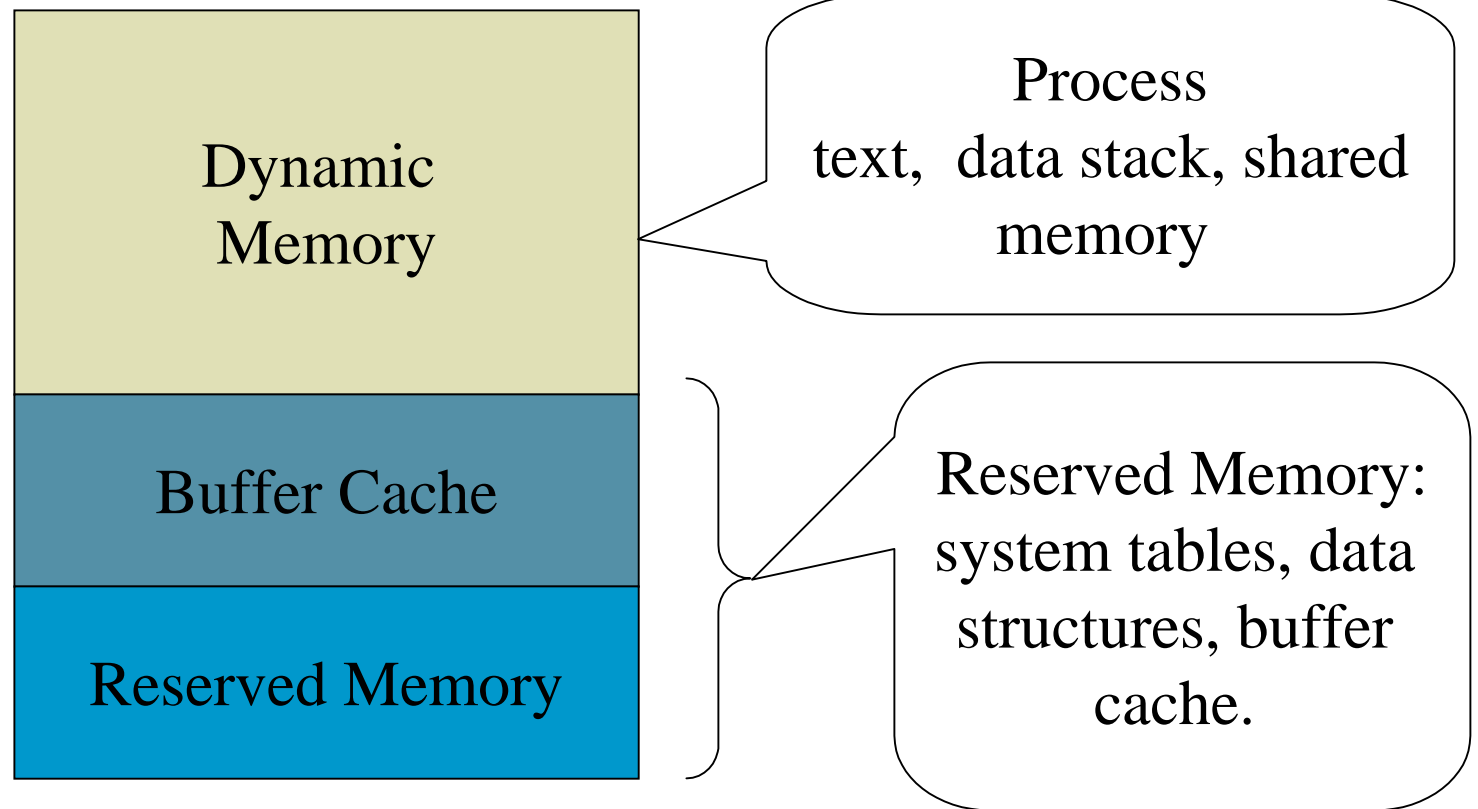 Dynamic
Memory
Process
text, data stack, shared
memory
Buffer Cache
Reserved Memory
Reserved Memory:
system tables, data
structures, buffer
cache.